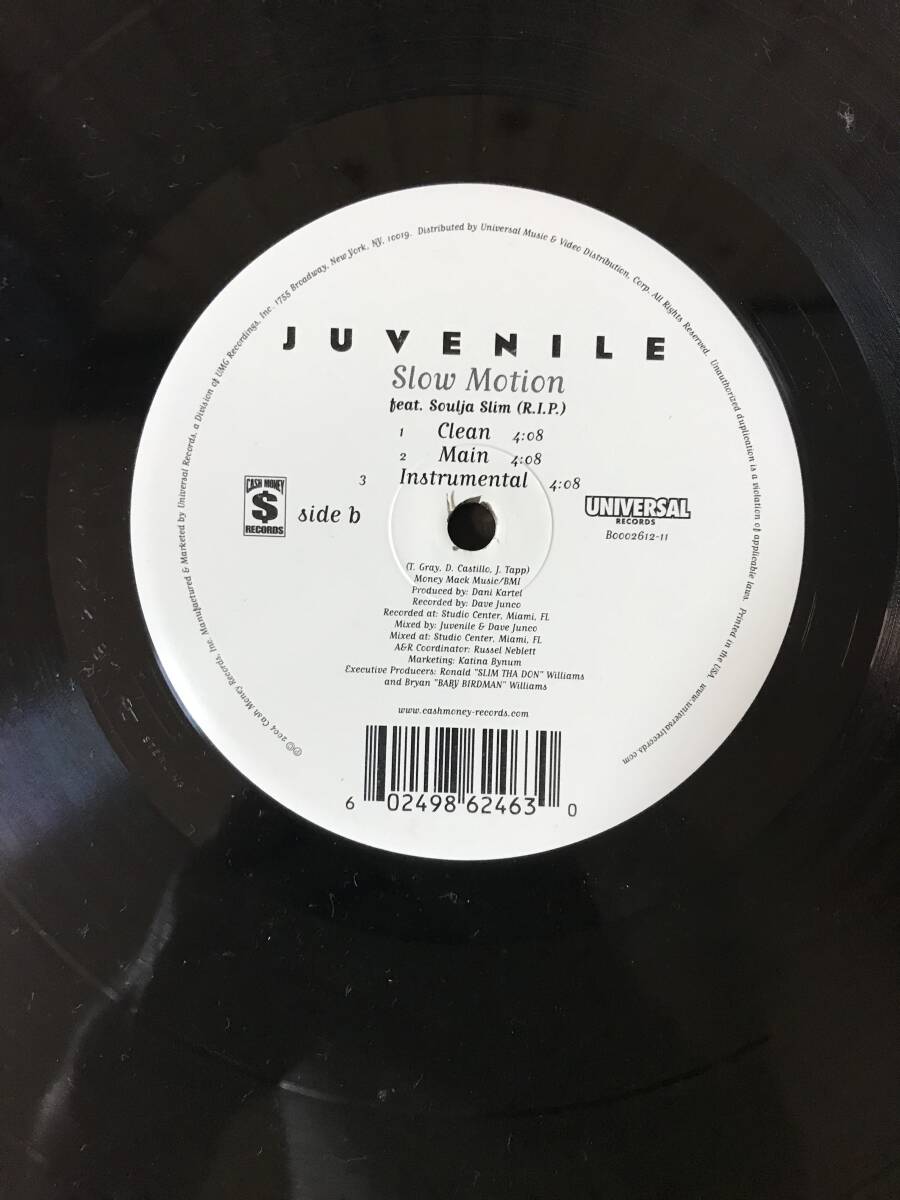 JUVENILE
Slow Motion
feat. Soulja Slim (R.I.P.)
1 Clean 4:08
2 Main 4:08
3 Instrumental 4:08
CASH MONEY
$
RECORDS
side b
UNIVERSAL
RECORDS
B0002612-11
(T. Gray, D. Castillo, J. Tapp)
Money Mack Music/BMI
Produced by: Dani Kartel
Recorded by: Dave Junco
Recorded at: Studio Center, Miami, FL
Mixed by: Juvenile & Dave Junco
Mixed at: Studio Center, Miami, FL
A&R Coordinator: Russel Neblett
Marketing: Katina Bynum
Executive Producers: Ronald "SLIM THA DON" Williams
and Bryan "BABY BIRDMAN" Williams
www.cashmoney-records.com
6 02498 62463 0
℗© 2004 Cash Money Records, Inc. Manufactured & Marketed by Universal Records, a Division of UMG Recordings, Inc. 1755 Broadway, New York, NY, 10019. Distributed by Universal Music & Video Distribution, Corp. All Rights Reserved. Unauthorized duplication is a violation of applicable laws. Printed in the USA. www.universalrecords.com